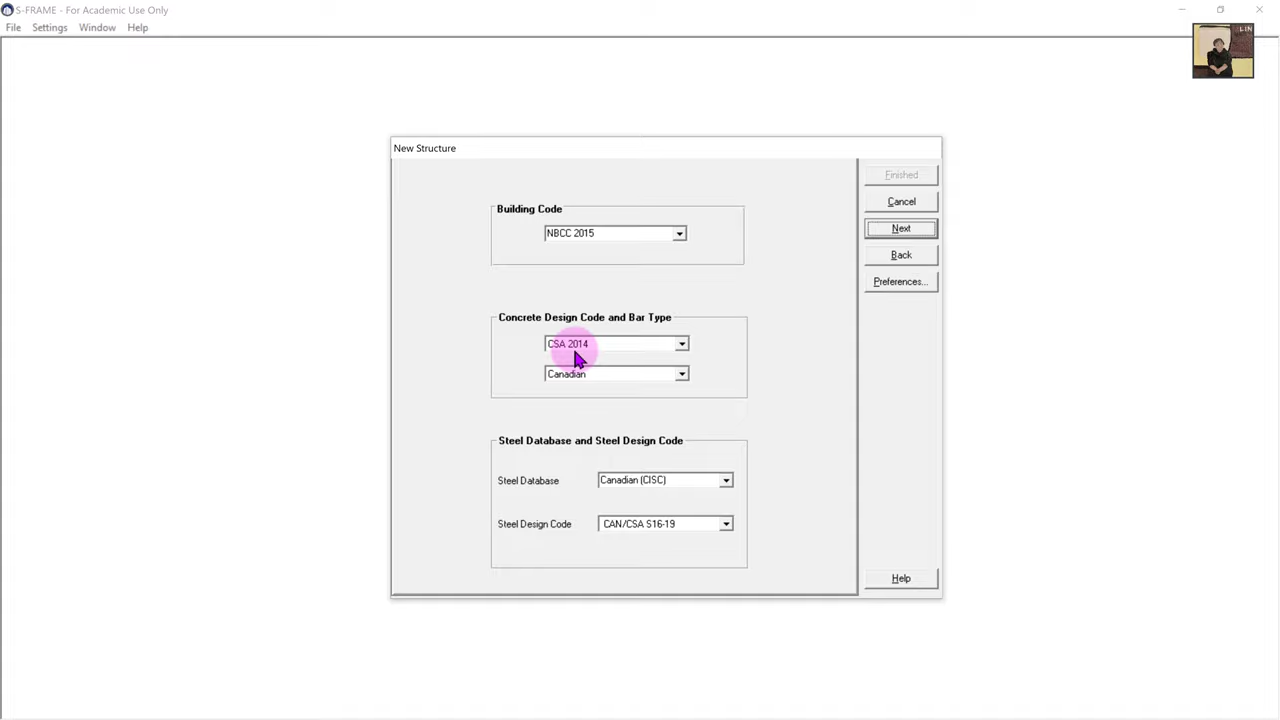 S-FRAME - For Academic Use Only
File Settings Window Help
LIN
New Structure
Finished
Building Code
Cancel
NBCC 2015
Next
Back
Preferences...
Concrete Design Code and Bar Type
CSA 2014
Canadian
Steel Database and Steel Design Code
Steel Database Canadian (CISC)
Steel Design Code CAN/CSA S16-19
Help